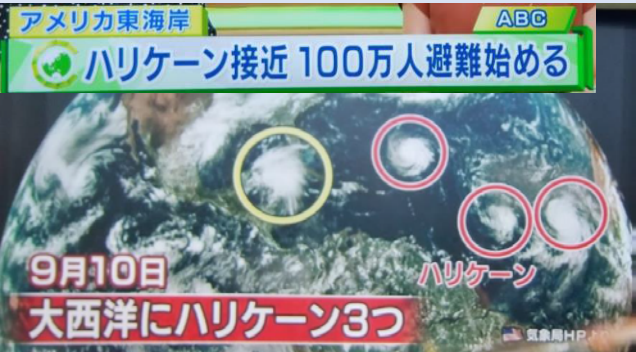 アメリカ東海岸
ABC
ハリケーン接近 100万人避難始める
ハリケーン
9月10日
大西洋にハリケーン3つ
気象局HPより